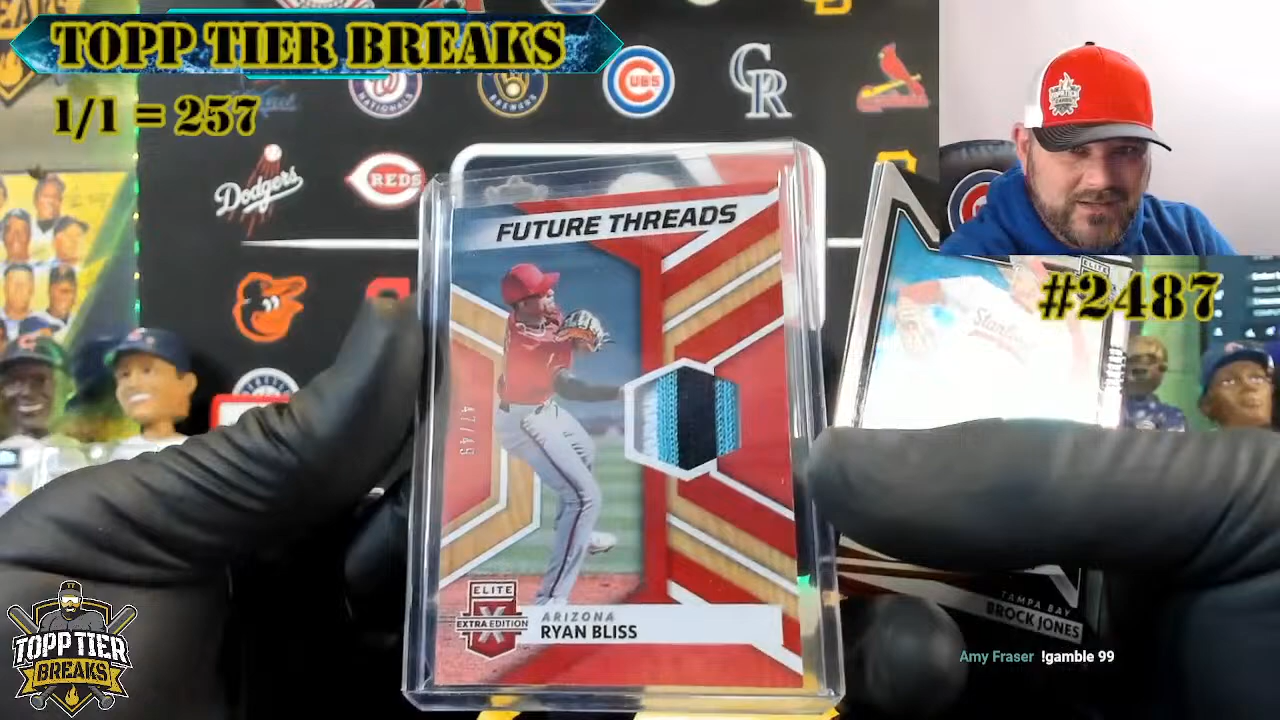 TOPP TIER BREAKS
1/1 = 257
NATIONALS
BREWERS
CUBS
CR
Dodgers
REDS
FUTURE THREADS
#2487
Stanford
47/49
ELITE
EXTRA EDITION
ARIZONA
RYAN BLISS
TAMPA BAY
BROCK JONES
TOPP TIER
BREAKS
Amy Fraser !gamble 99